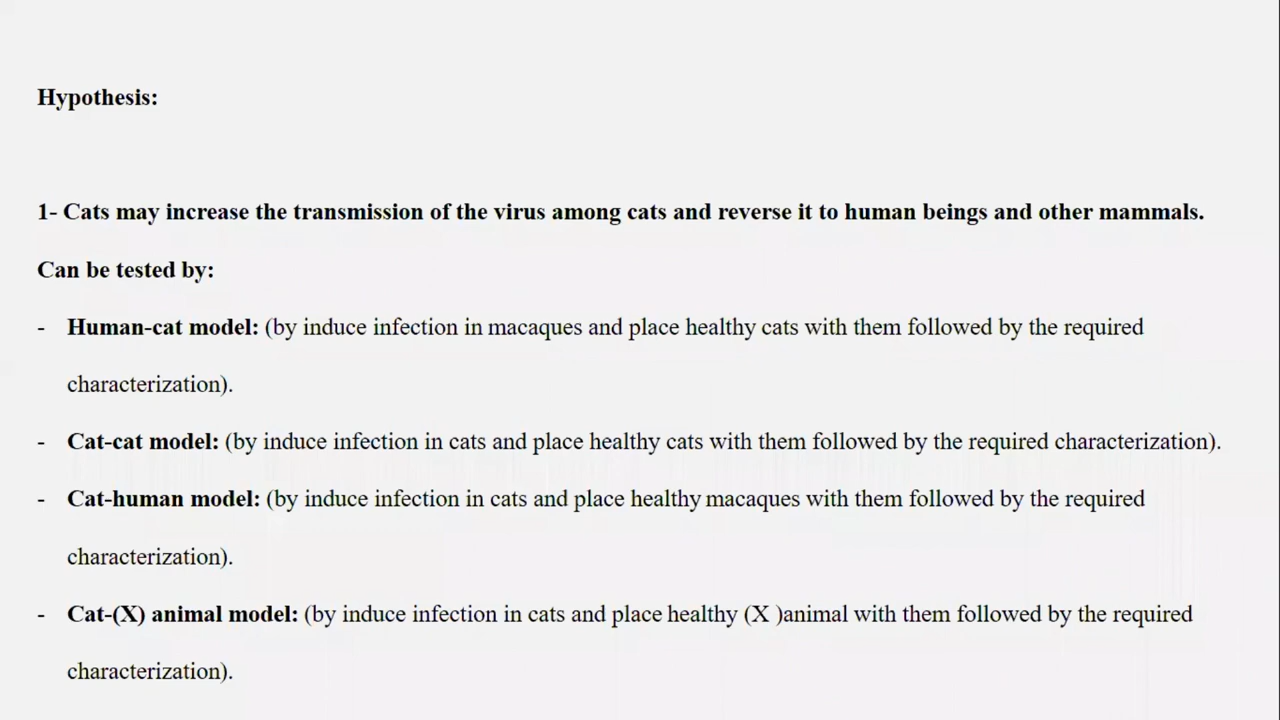 Hypothesis:
1- Cats may increase the transmission of the virus among cats and reverse it to human beings and other mammals.
Can be tested by:
- Human-cat model: (by induce infection in macaques and place healthy cats with them followed by the required
characterization).
- Cat-cat model: (by induce infection in cats and place healthy cats with them followed by the required characterization).
- Cat-human model: (by induce infection in cats and place healthy macaques with them followed by the required
characterization).
- Cat-(X) animal model: (by induce infection in cats and place healthy (X )animal with them followed by the required
characterization).